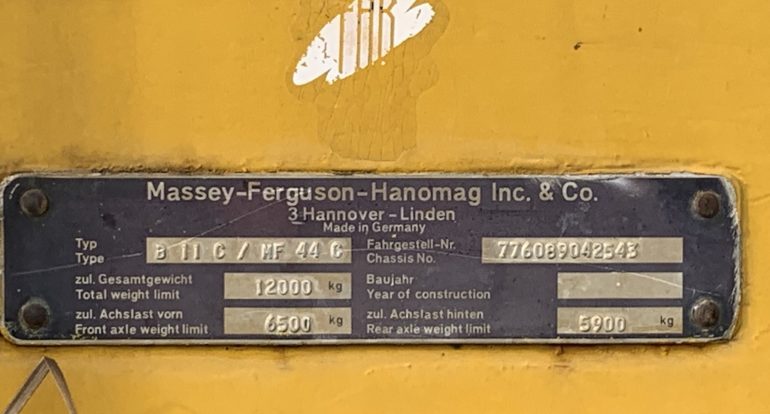 Massey-Ferguson-Hanomag Inc. & Co.
3 Hannover-Linden
Made in Germany
Typ
Type
B 11 C / MF 44 C
Fahrgestell-Nr.
Chassis No.
776089042543
zul. Gesamtgewicht
Total weight limit
12000 kg
Baujahr
Year of construction
zul. Achslast vorn
Front axle weight limit
6500 kg
zul. Achslast hinten
Rear axle weight limit
5900 kg